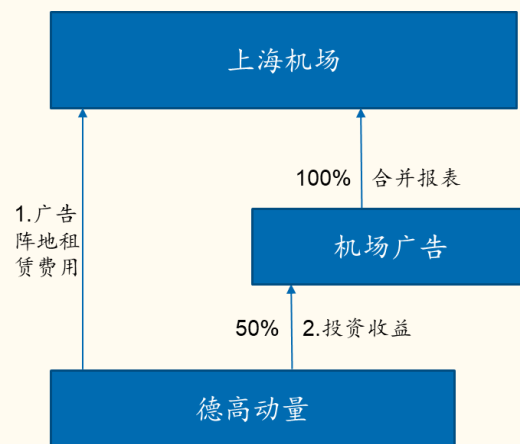 上海机场
100% 合并报表
1.广告
阵地租
赁费用
机场广告
50% 2.投资收益
德高动量